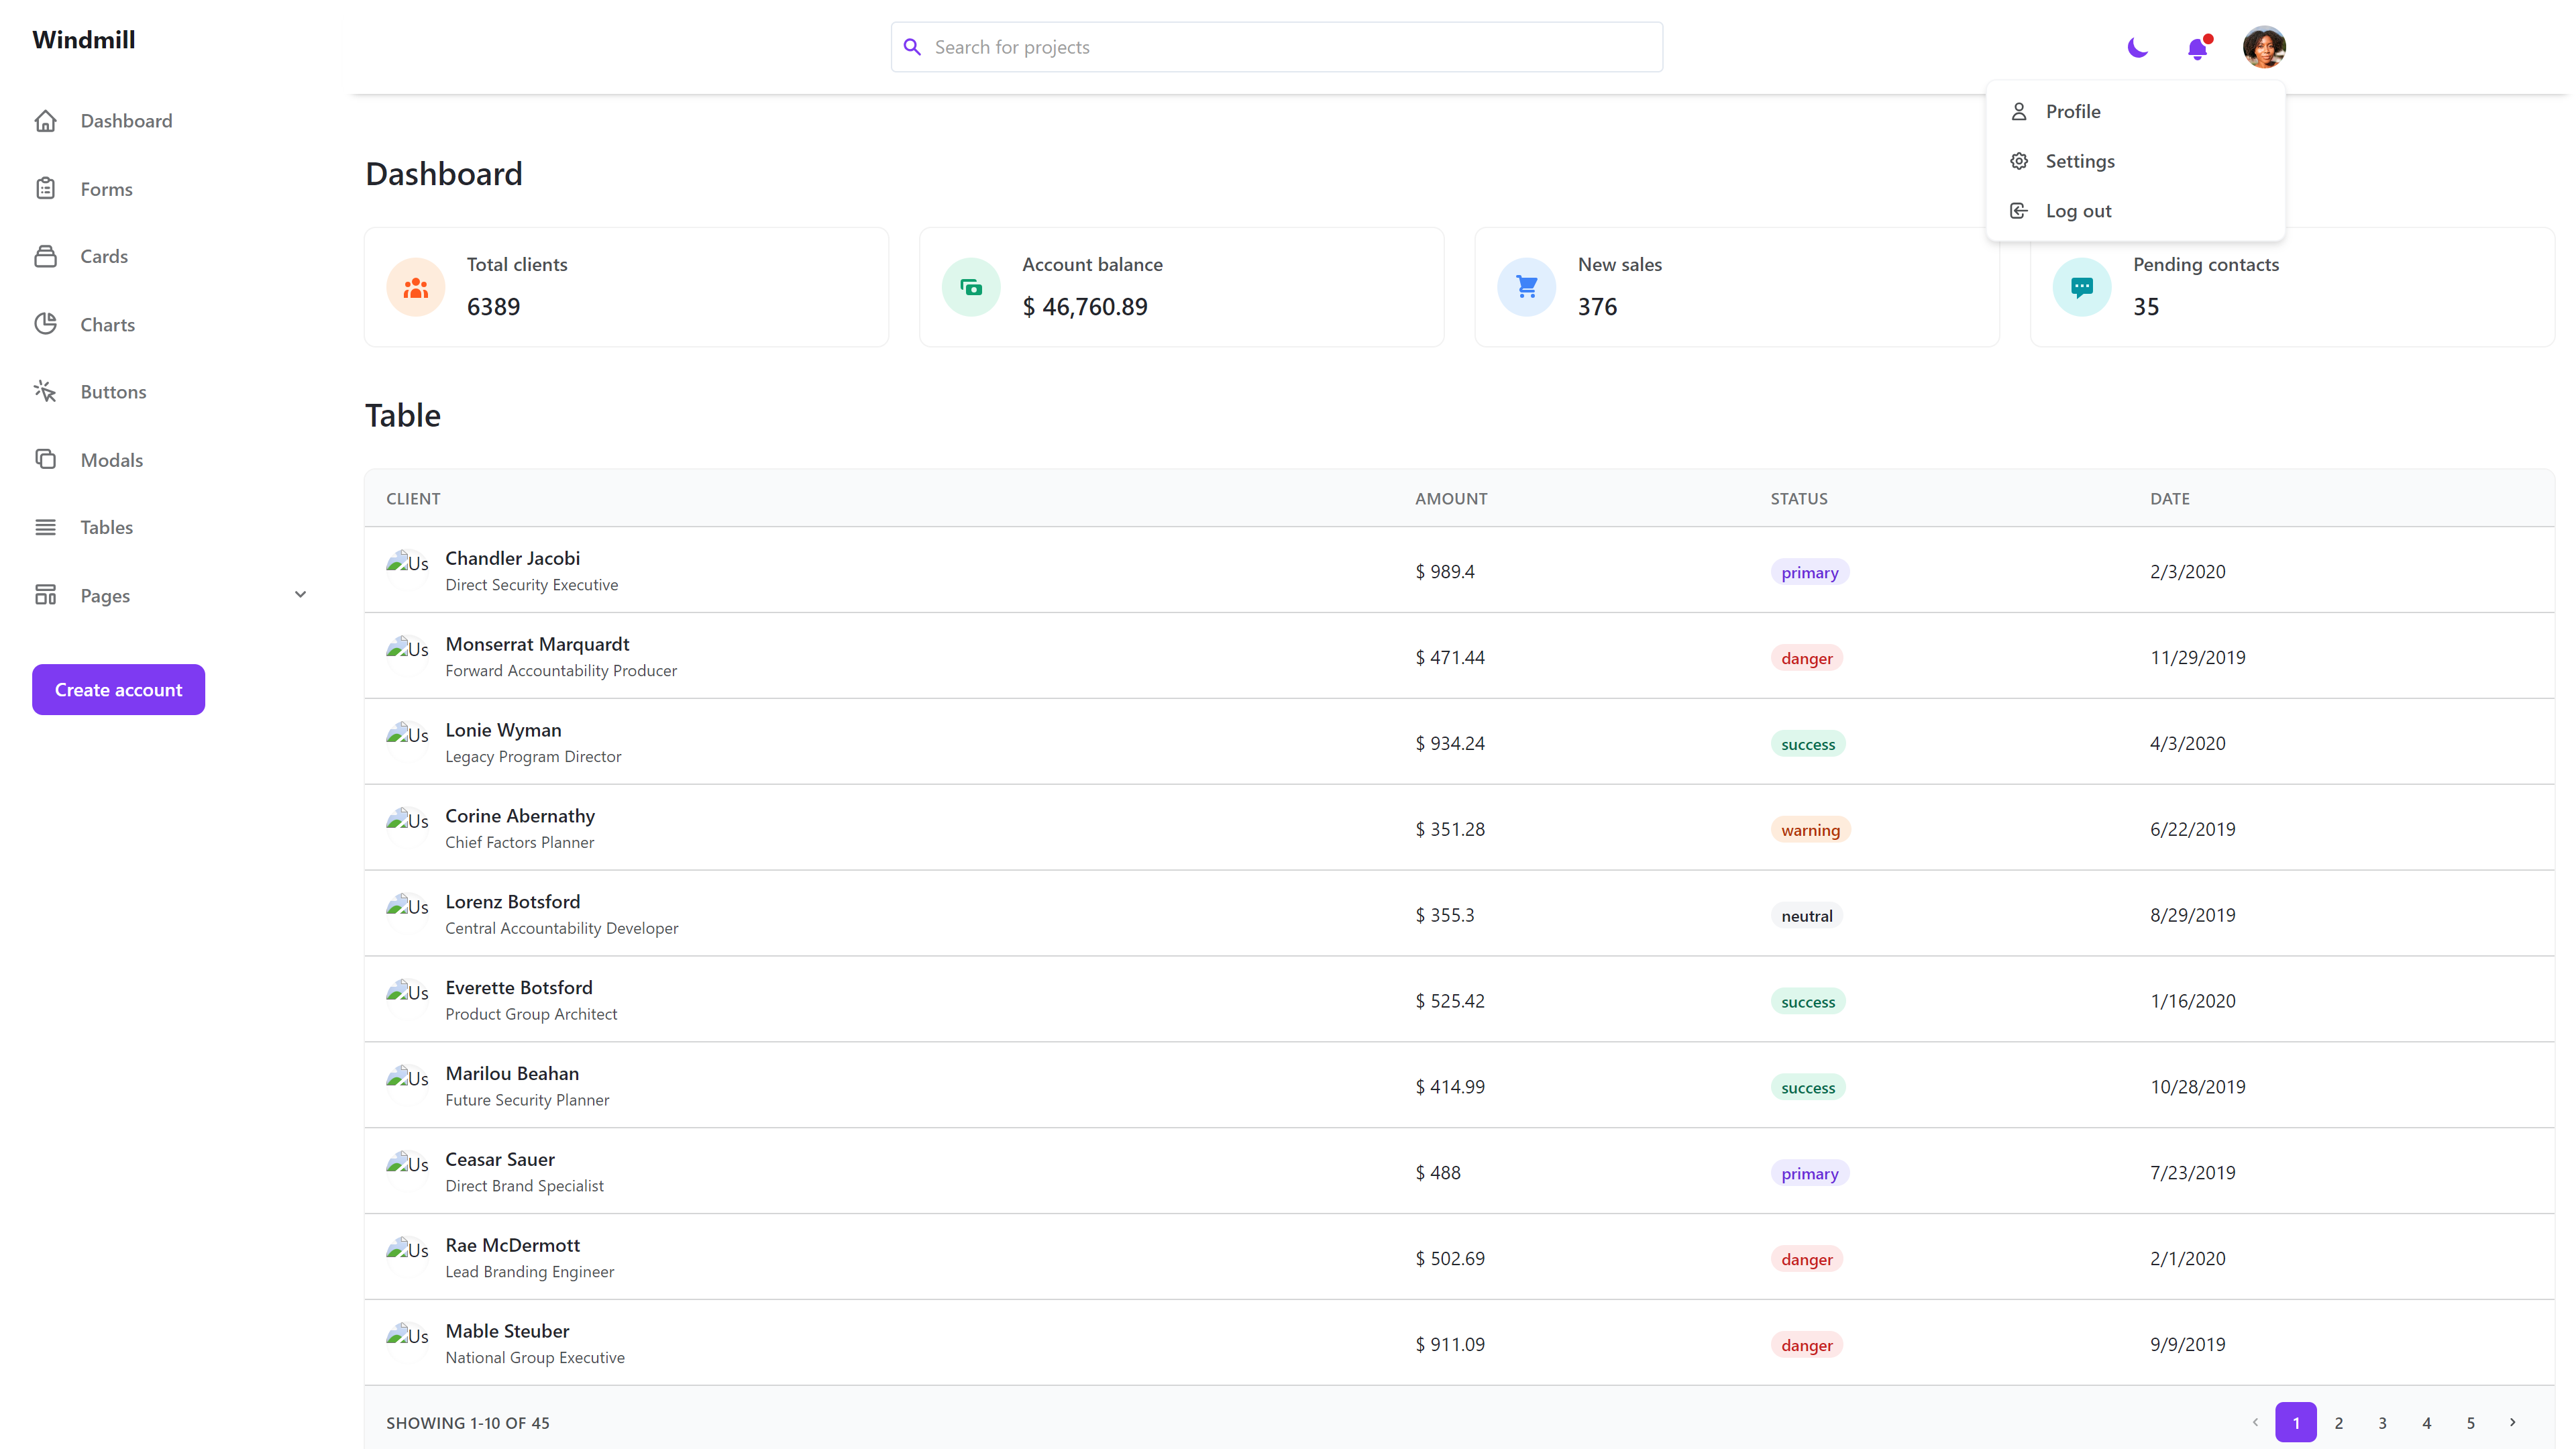 Windmill
Search for projects
Dashboard
Forms
Cards
Charts
Buttons
Modals
Tables
Pages
Create account
Profile
Settings
Log out
Dashboard
Total clients
6389
Account balance
$ 46,760.89
New sales
376
Pending contacts
35
Table
CLIENT AMOUNT STATUS DATE
Us Chandler Jacobi
Direct Security Executive
$ 989.4 primary 2/3/2020
Us Monserrat Marquardt
Forward Accountability Producer
$ 471.44 danger 11/29/2019
Us Lonie Wyman
Legacy Program Director
$ 934.24 success 4/3/2020
Us Corine Abernathy
Chief Factors Planner
$ 351.28 warning 6/22/2019
Us Lorenz Botsford
Central Accountability Developer
$ 355.3 neutral 8/29/2019
Us Everette Botsford
Product Group Architect
$ 525.42 success 1/16/2020
Us Marilou Beahan
Future Security Planner
$ 414.99 success 10/28/2019
Us Ceasar Sauer
Direct Brand Specialist
$ 488 primary 7/23/2019
Us Rae McDermott
Lead Branding Engineer
$ 502.69 danger 2/1/2020
Us Mable Steuber
National Group Executive
$ 911.09 danger 9/9/2019
SHOWING 1-10 OF 45
1 2 3 4 5